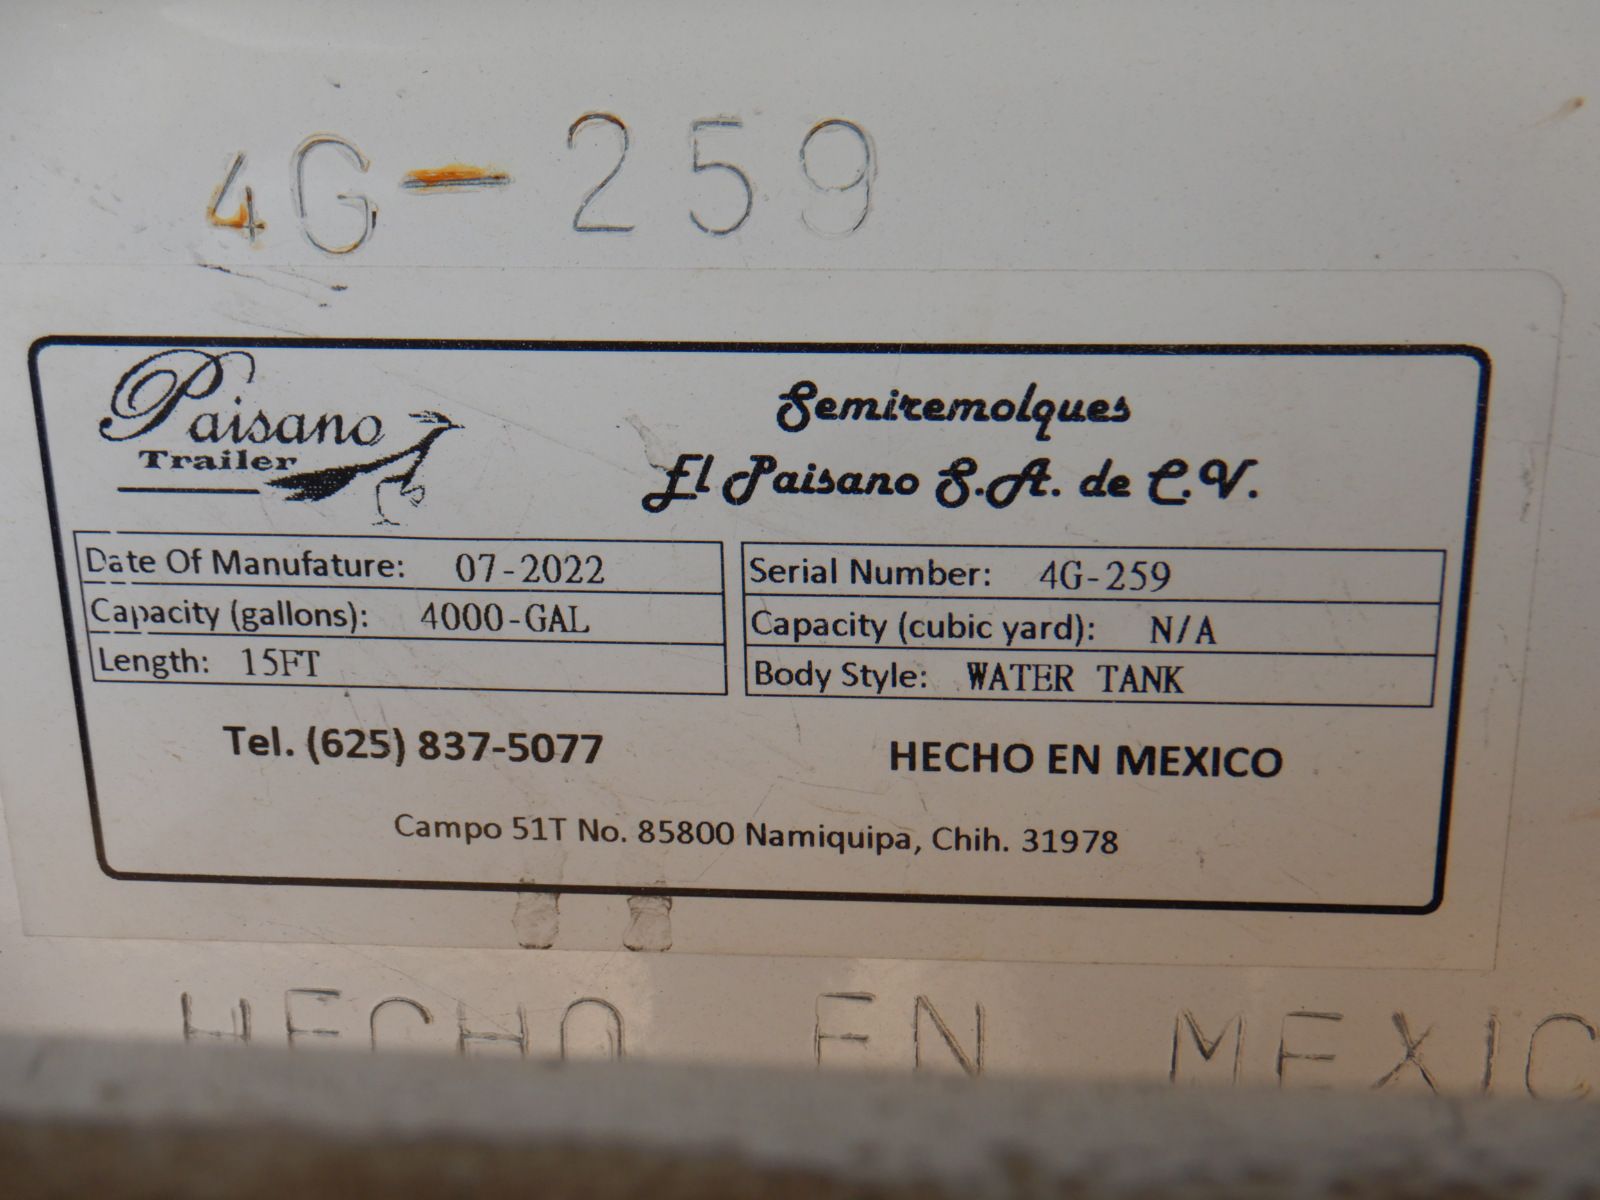 4G-259
Paisano
Trailer
Semiremolques
El Paisano S.A. de C.V.
Date Of Manufature: 07-2022
Serial Number: 4G-259
Capacity (gallons): 4000-GAL
Capacity (cubic yard): N/A
Length: 15FT
Body Style: WATER TANK
Tel. (625) 837-5077
HECHO EN MEXICO
Campo 51T No. 85800 Namiquipa, Chih. 31978
HECHO EN MEXIC